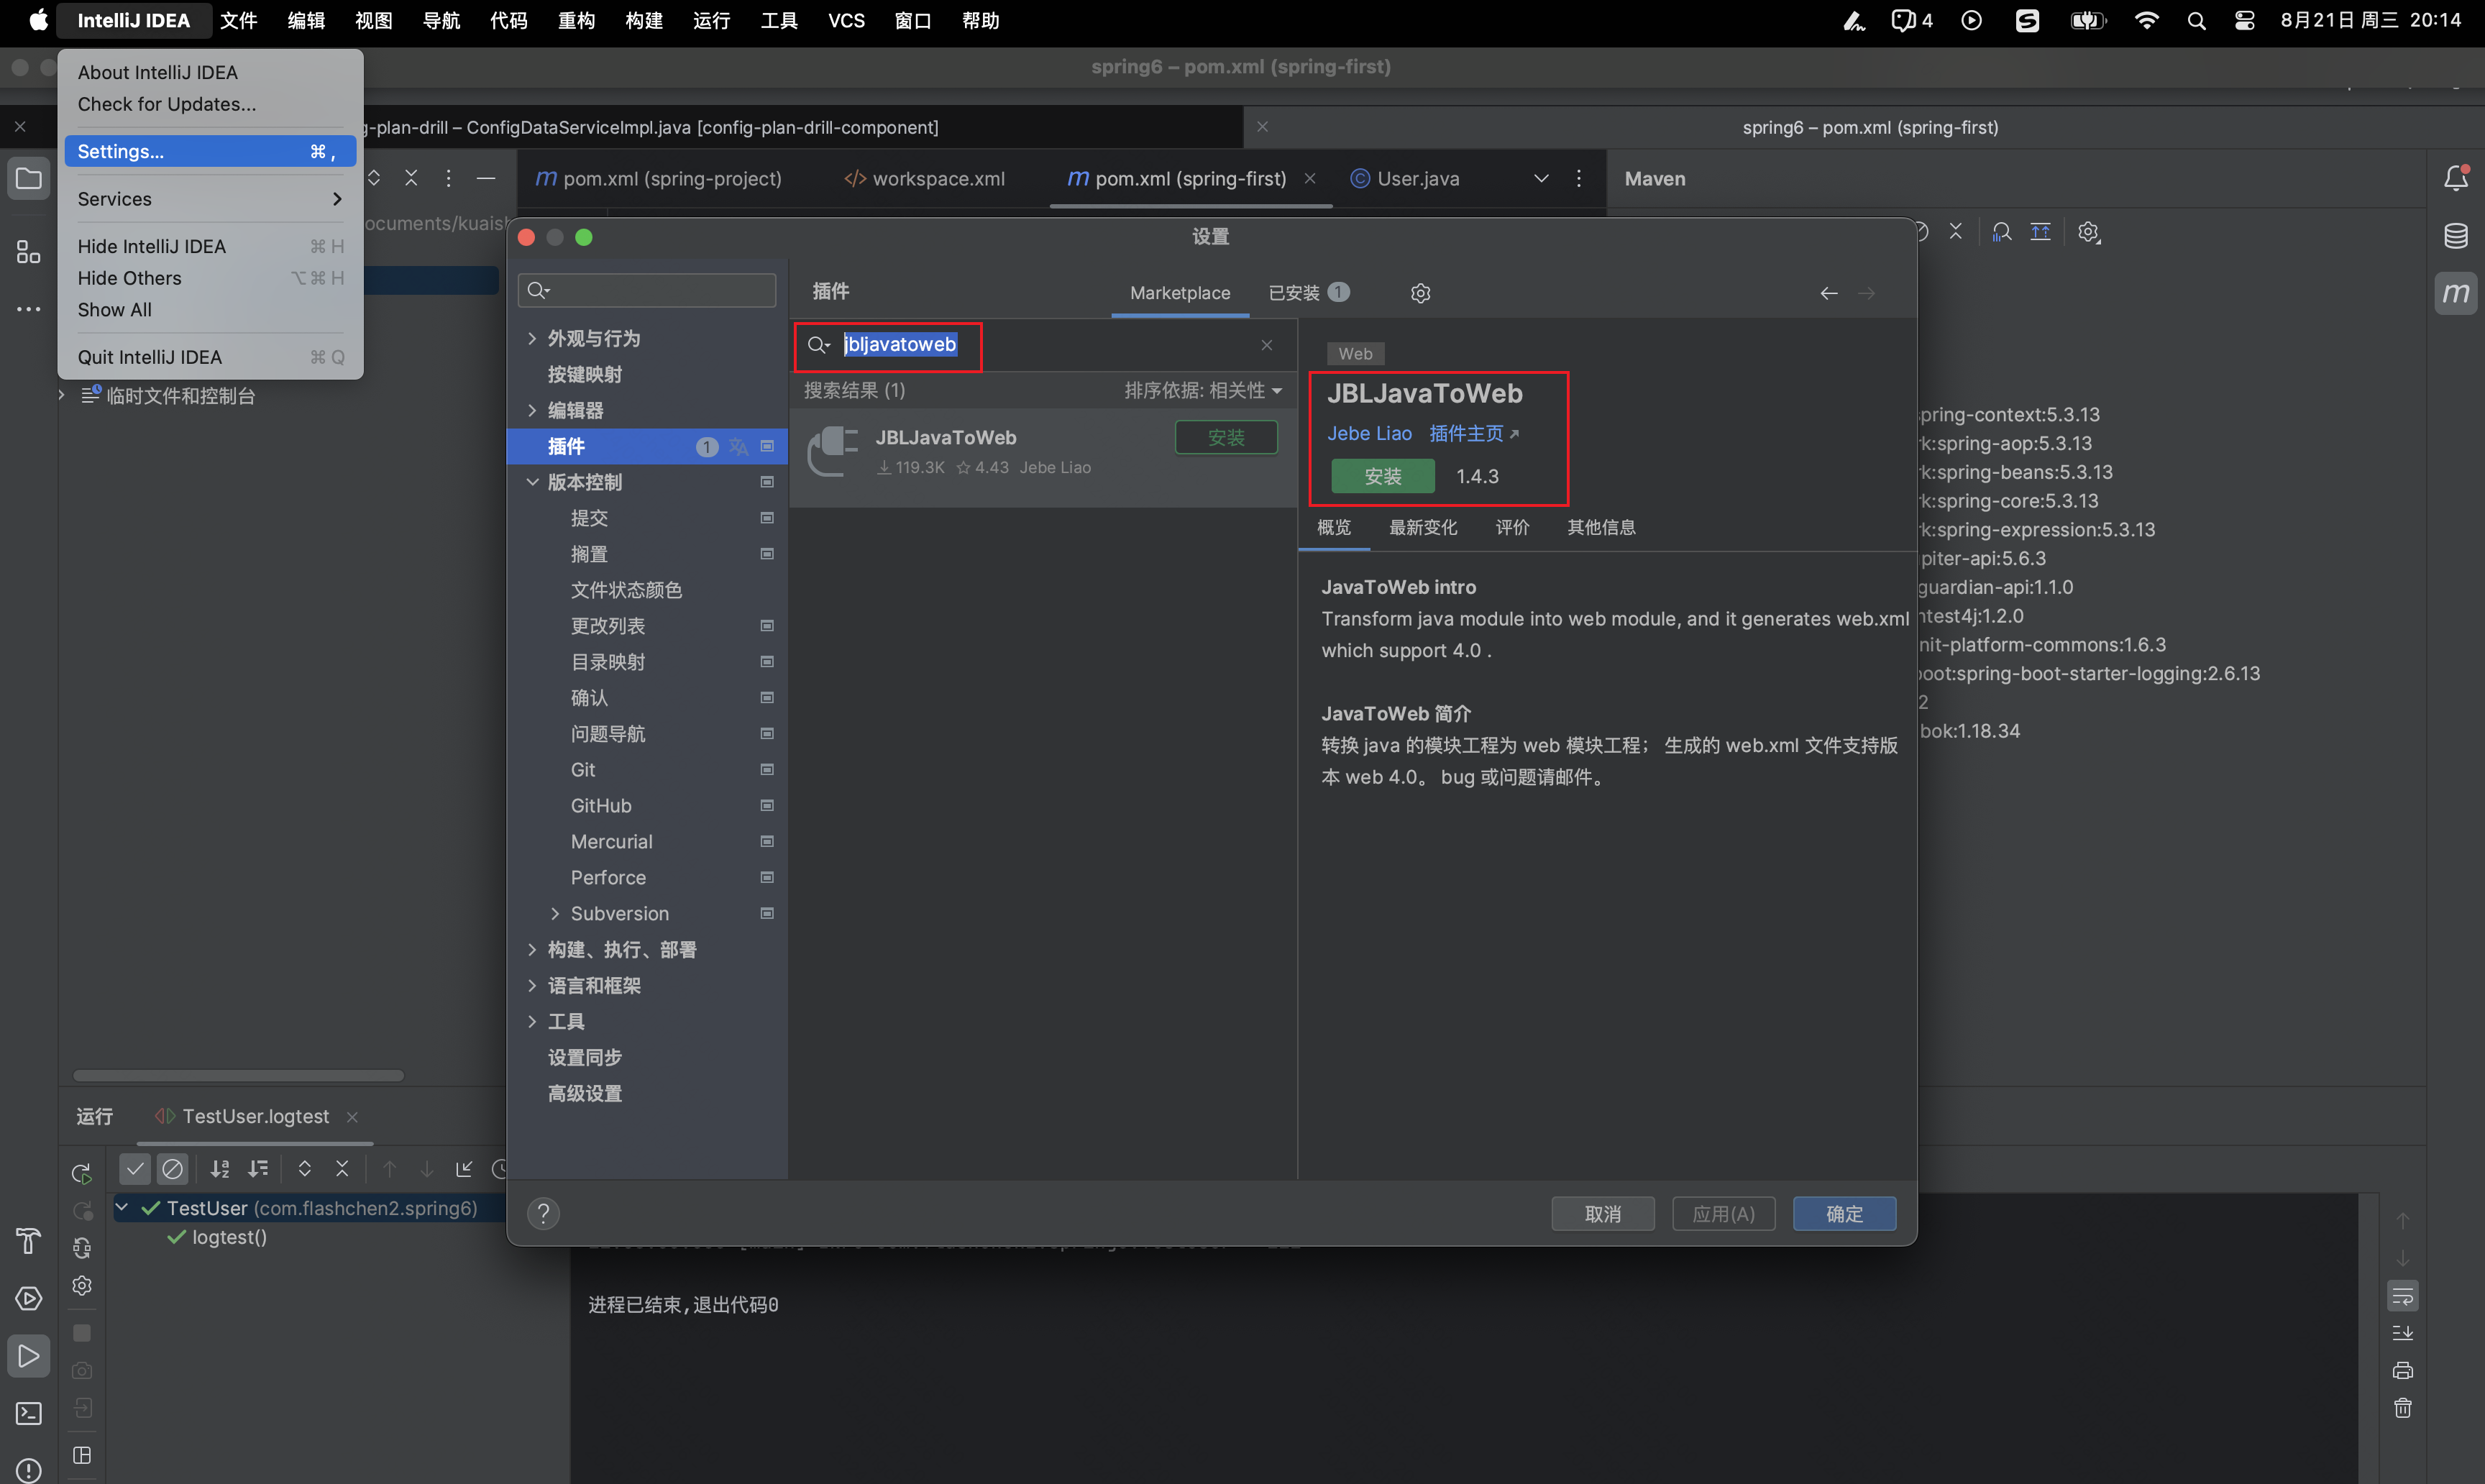 IntelliJ IDEA 文件 编辑 视图 导航 代码 重构 构建 运行 工具 VCS 窗口 帮助 4 8月21日 周三 20:14
spring6 – pom.xml (spring-first)
About IntelliJ IDEA
Check for Updates...
Settings... ⌘ ,
Services
Hide IntelliJ IDEA ⌘ H
Hide Others ⌥ ⌘ H
Show All
Quit IntelliJ IDEA ⌘ Q
g-plan-drill – ConfigDataServiceImpl.java [config-plan-drill-component]
spring6 – pom.xml (spring-first)
pom.xml (spring-project) workspace.xml pom.xml (spring-first) User.java
Maven
ocuments/kuaish
临时文件和控制台
设置
外观与行为
按键映射
编辑器
插件 1
版本控制
提交
搁置
文件状态颜色
更改列表
目录映射
确认
问题导航
Git
GitHub
Mercurial
Perforce
Subversion
构建、执行、部署
语言和框架
工具
设置同步
高级设置
插件 Marketplace 已安装 1
jbljavatoweb
搜索结果 (1) 排序依据: 相关性
JBLJavaToWeb 安装
119.3K 4.43 Jebe Liao
Web
JBLJavaToWeb
Jebe Liao 插件主页
安装 1.4.3
概览 最新变化 评价 其他信息
JavaToWeb intro
Transform java module into web module, and it generates web.xml
which support 4.0 .
JavaToWeb 简介
转换 java 的模块工程为 web 模块工程； 生成的 web.xml 文件支持版
本 web 4.0。 bug 或问题请邮件。
取消 应用(A) 确定
pring-context:5.3.13
k:spring-aop:5.3.13
k:spring-beans:5.3.13
k:spring-core:5.3.13
k:spring-expression:5.3.13
piter-api:5.6.3
guardian-api:1.1.0
ntest4j:1.2.0
nit-platform-commons:1.6.3
oot:spring-boot-starter-logging:2.6.13
2
bok:1.18.34
运行 TestUser.logtest
TestUser (com.flashchen2.spring6)
logtest()
进程已结束,退出代码0